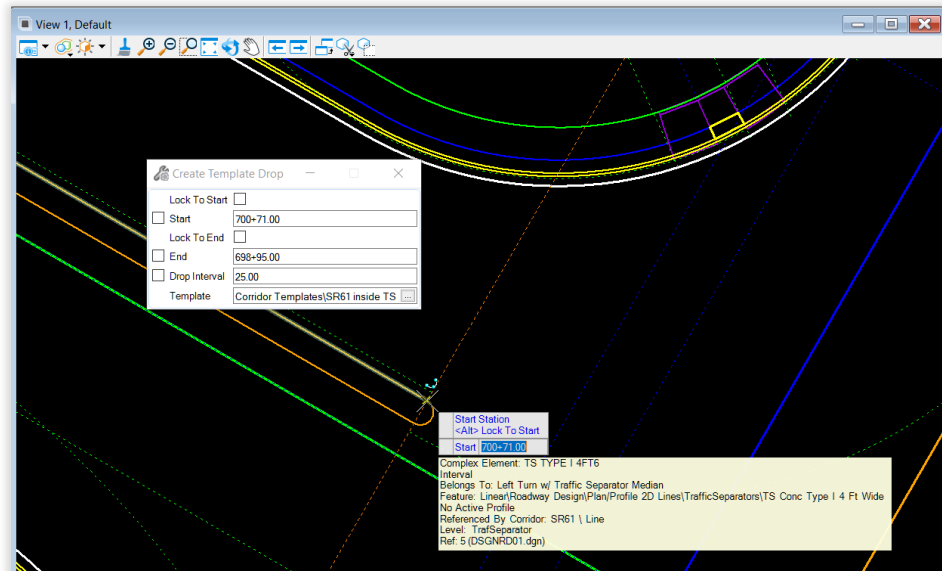 View 1, Default
Create Template Drop
Lock To Start
Start 700+71.00
Lock To End
End 698+95.00
Drop Interval 25.00
Template Corridor Templates\SR61 inside TS ...
Start Station
<Alt> Lock To Start
Start 700+71.00
Complex Element: TS TYPE I 4FT6
Interval
Belongs To: Left Turn w/ Traffic Separator Median
Feature: Linear\Roadway Design\Plan/Profile 2D Lines\TrafficSeparators\TS Conc Type I 4 Ft Wide
No Active Profile
Referenced By Corridor: SR61 \ Line
Level: TrafSeparator
Ref: 5 (DSGNRD01.dgn)